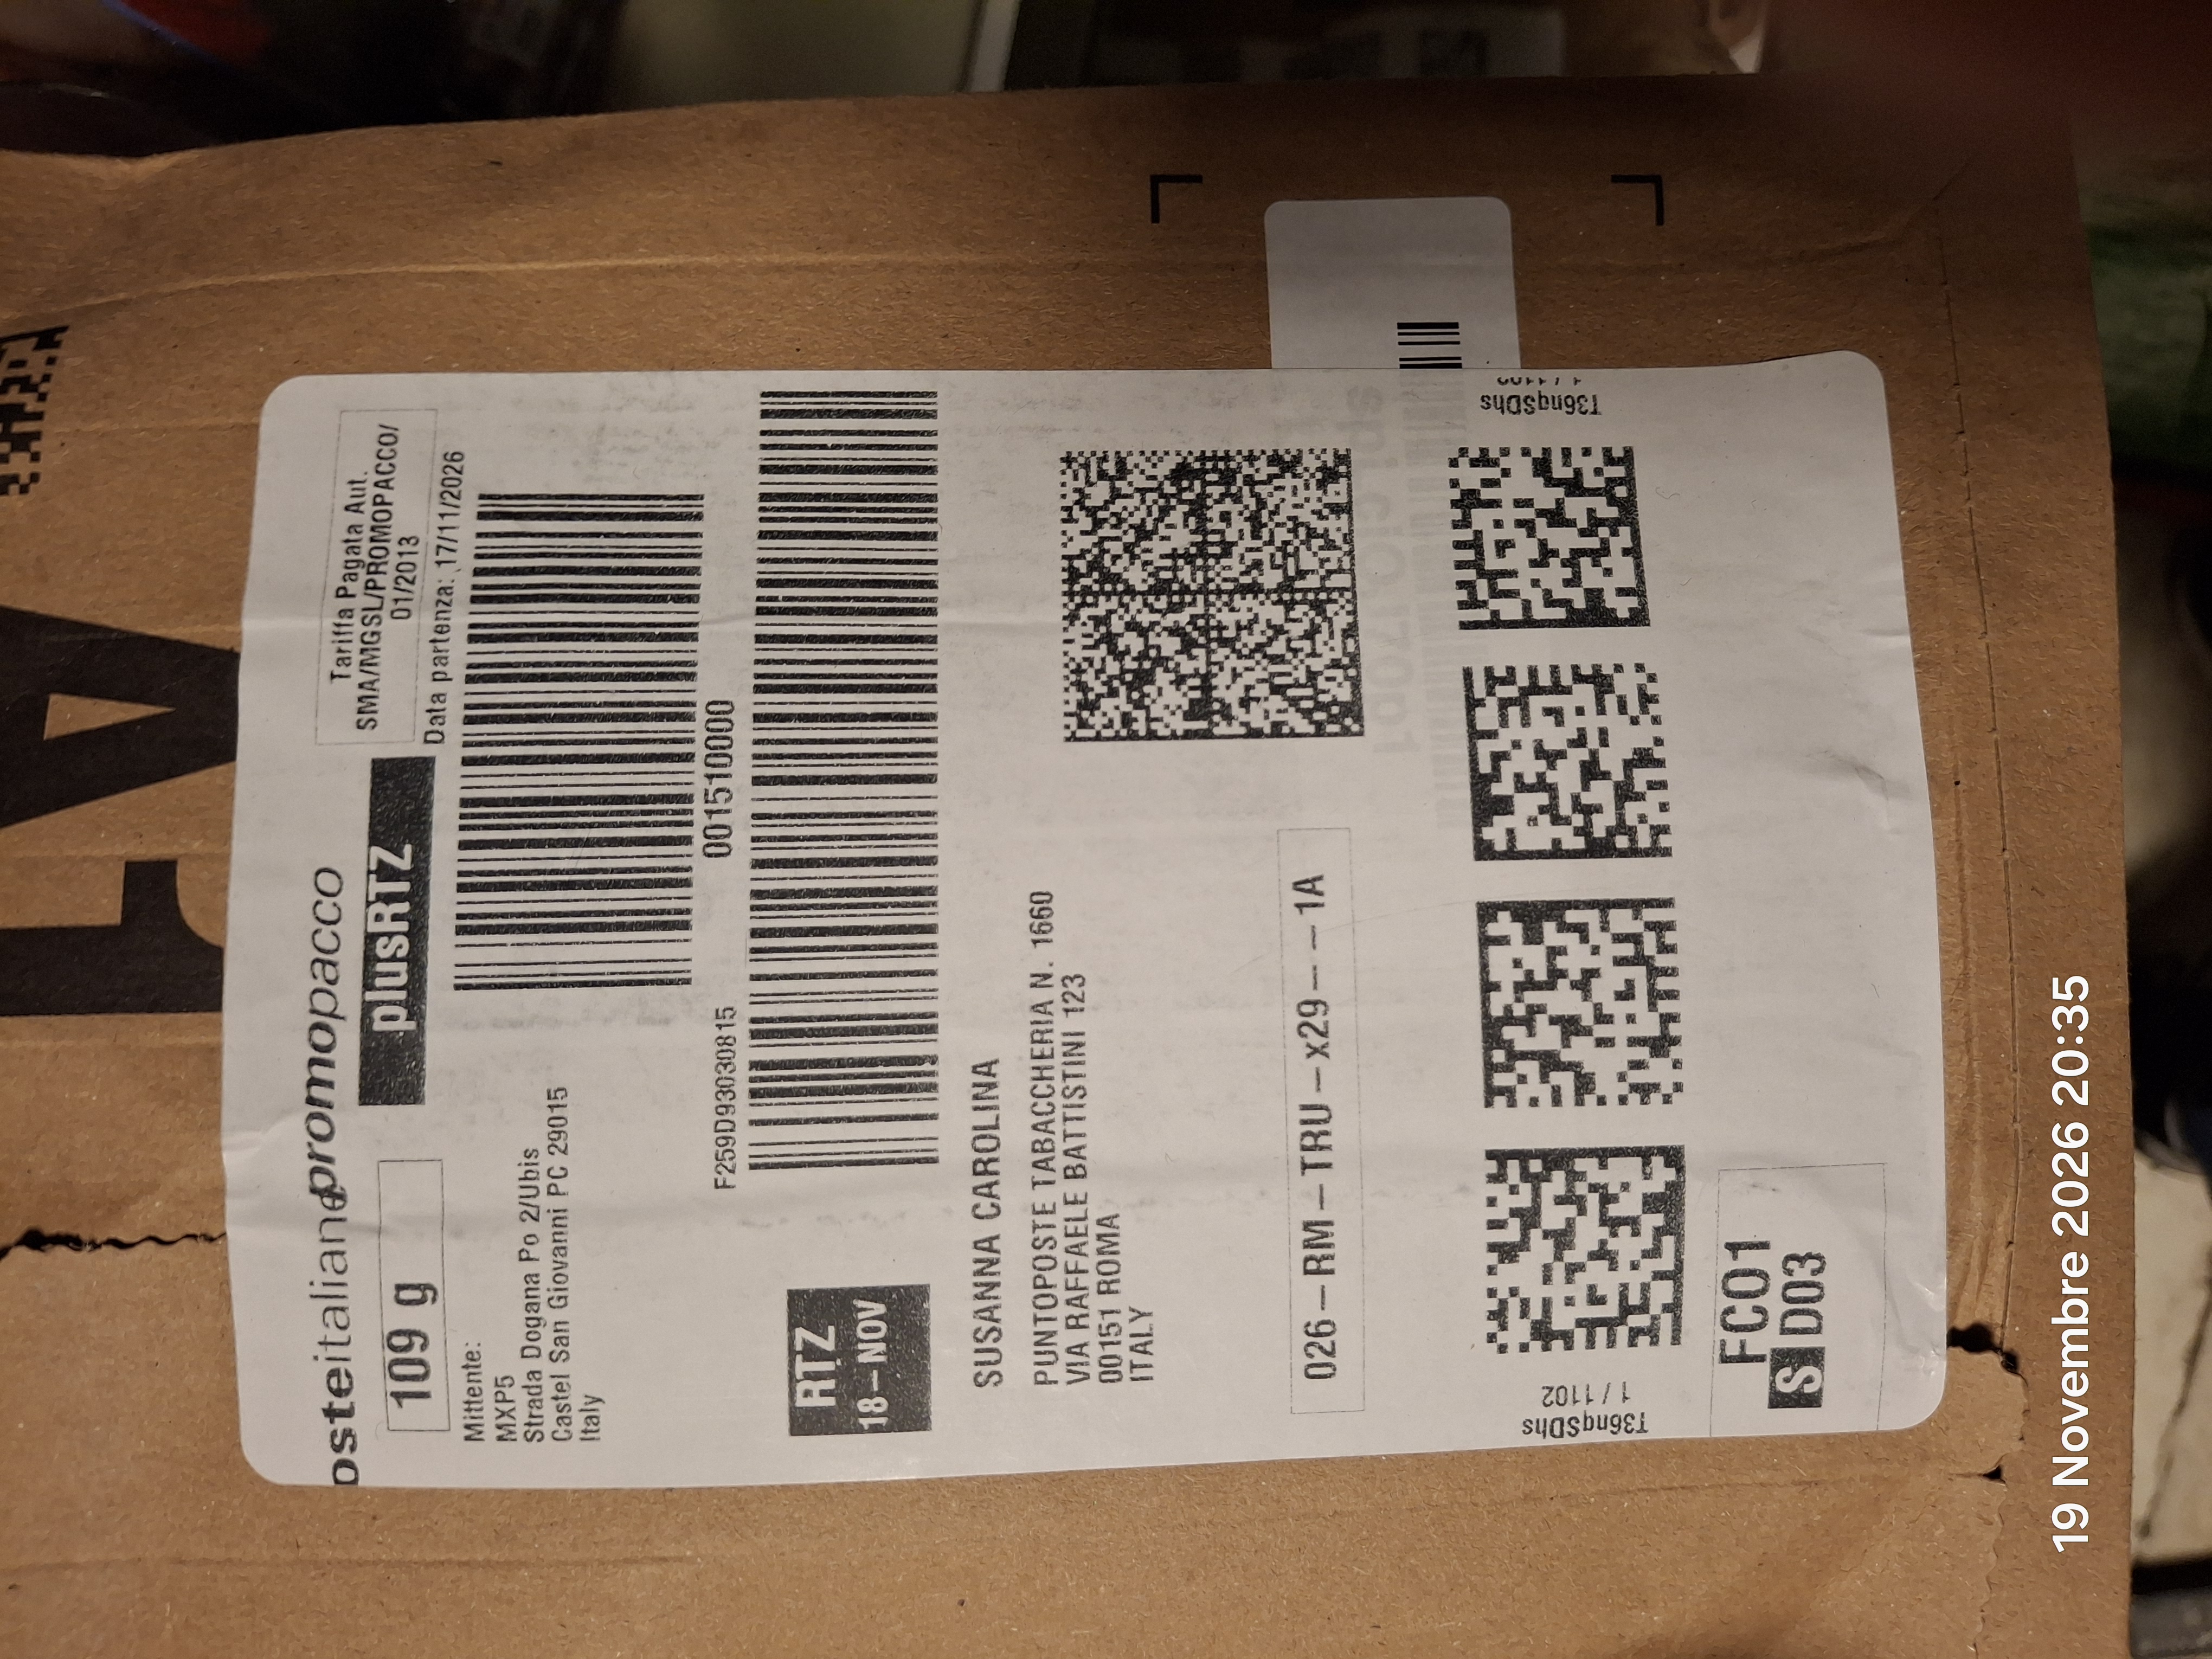 osteitaliane promopacco
109 g
plusRTZ
Tariffa Pagata Aut.
SMA/MGSL/PROMOPACCO/
01/2013
Data partenza: 17/11/2026
Mittente:
MXP5
Strada Dogana Po 2/Ubis
Castel San Giovanni PC 29015
Italy
F259D93030815
001510000
RTZ
18-NOV
SUSANNA CAROLINA
PUNTOPOSTE TABACCHERIA N. 1660
VIA RAFFAELE BATTISTINI 123
00151 ROMA
ITALY
026-RM-TRU-x29--1A
T36nqSDhs
1 / 1102
T36nqSDhs
FCO1
S D03
19 Novembre 2026 20:35